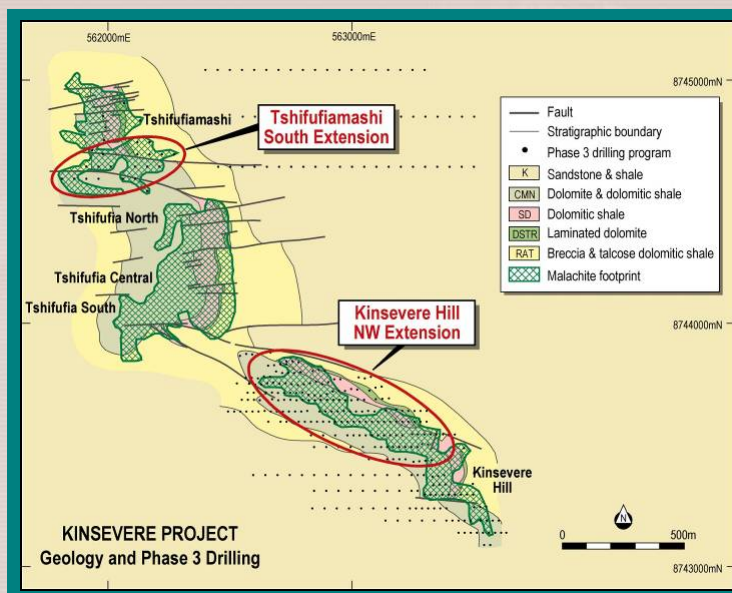 562000mE
563000mE
8745000mN
Tshifufiamashi
Tshifufiamashi
South Extension
Fault
Stratigraphic boundary
Phase 3 drilling program
K Sandstone & shale
CMN Dolomite & dolomitic shale
SD Dolomitic shale
DSTR Laminated dolomite
RAT Breccia & talcose dolomitic shale
Malachite footprint
Tshifufia North
Tshifufia Central
Tshifufia South
Kinsevere Hill
NW Extension
8744000mN
Kinsevere
Hill
KINSEVERE PROJECT
Geology and Phase 3 Drilling
N
0
500m
8743000mN